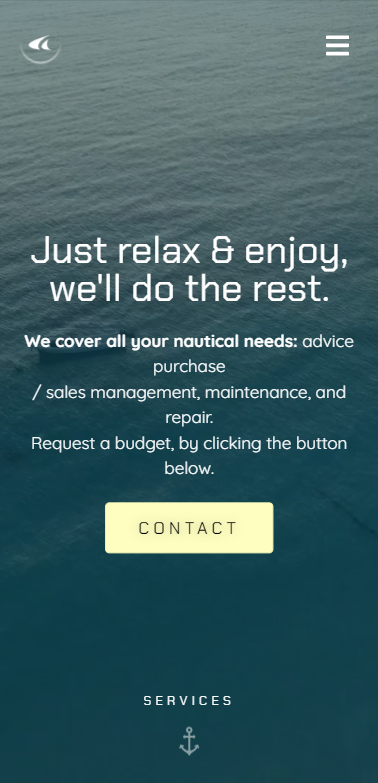 Just relax & enjoy,
we'll do the rest.
We cover all your nautical needs: advice
purchase
/ sales management, maintenance, and
repair.
Request a budget, by clicking the button
below.
CONTACT
SERVICES